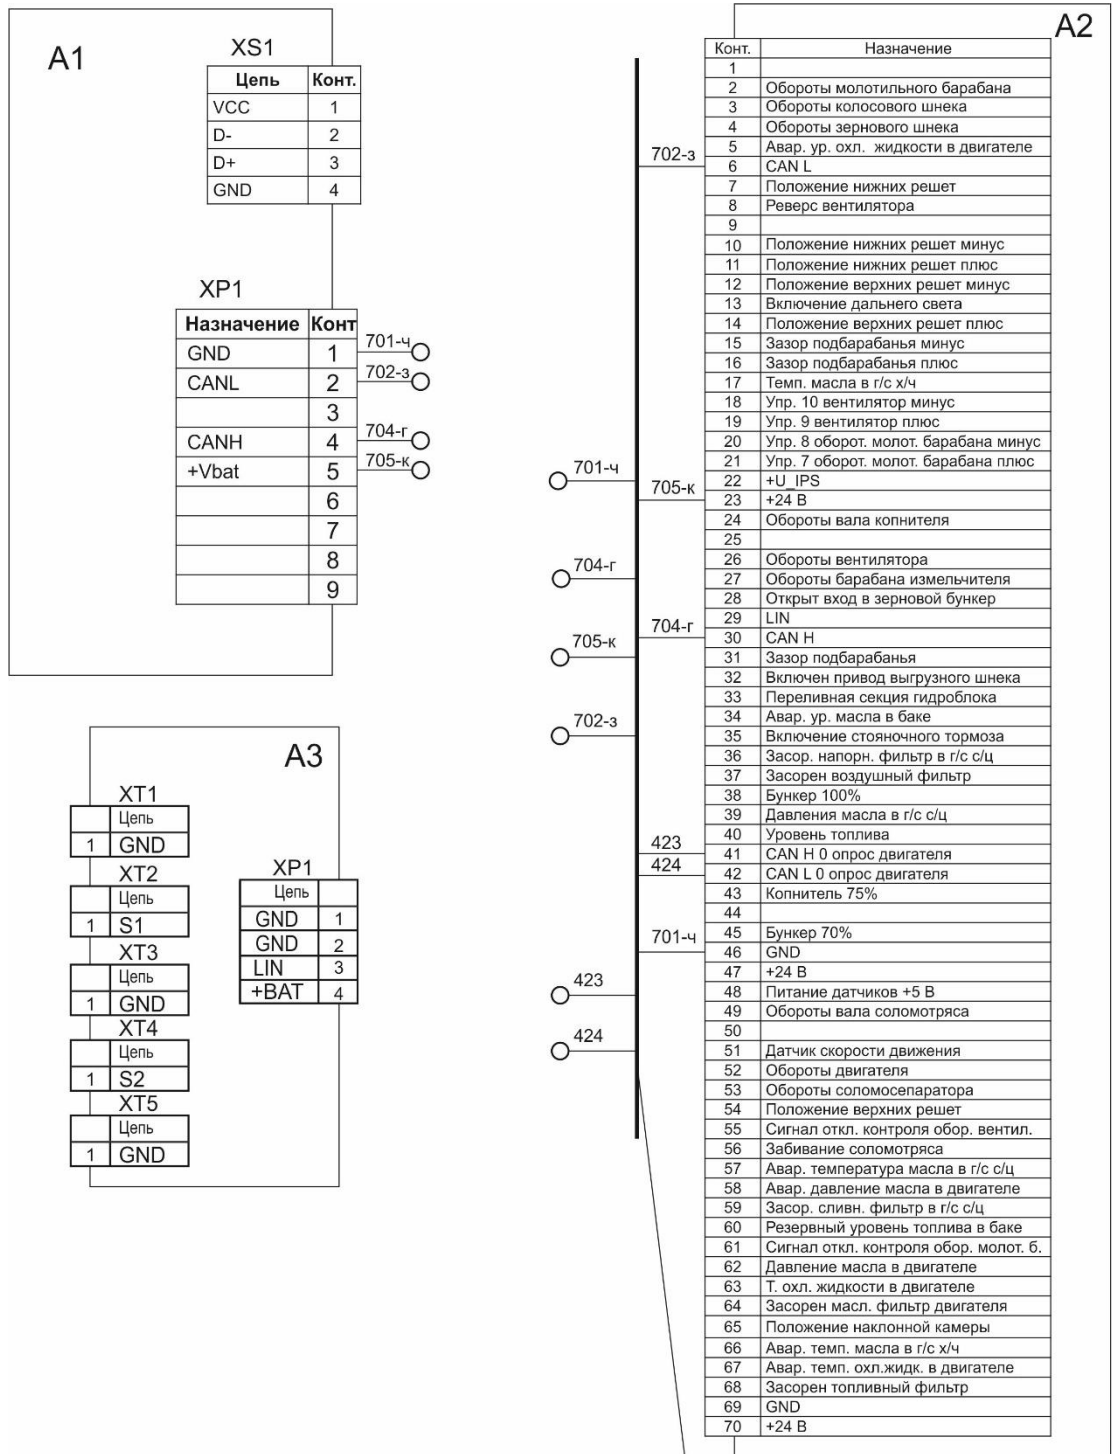 A1
XS1
Цепь Конт.
VCC 1
D- 2
D+ 3
GND 4
XP1
Назначение Конт
GND 1 701-ч
CANL 2 702-з
3
CANH 4 704-г
+Vbat 5 705-к
6
7
8
9
A3
XT1
Цепь
1 GND
XT2
Цепь
1 S1
XT3
Цепь
1 GND
XT4
Цепь
1 S2
XT5
Цепь
1 GND
XP1
Цепь
GND 1
GND 2
LIN 3
+BAT 4
701-ч
704-г
705-к
702-з
423
424
702-з
705-к
704-г
423
424
701-ч
A2
Конт. Назначение
1
2 Обороты молотильного барабана
3 Обороты колосового шнека
4 Обороты зернового шнека
5 Авар. ур. охл. жидкости в двигателе
6 CAN L
7 Положение нижних решет
8 Реверс вентилятора
9
10 Положение нижних решет минус
11 Положение нижних решет плюс
12 Положение верхних решет минус
13 Включение дальнего света
14 Положение верхних решет плюс
15 Зазор подбарабанья минус
16 Зазор подбарабанья плюс
17 Темп. масла в г/с х/ч
18 Упр. 10 вентилятор минус
19 Упр. 9 вентилятор плюс
20 Упр. 8 оборот. молот. барабана минус
21 Упр. 7 оборот. молот. барабана плюс
22 +U_IPS
23 +24 В
24 Обороты вала копнителя
25
26 Обороты вентилятора
27 Обороты барабана измельчителя
28 Открыт вход в зерновой бункер
29 LIN
30 CAN H
31 Зазор подбарабанья
32 Включен привод выгрузного шнека
33 Переливная секция гидроблока
34 Авар. ур. масла в баке
35 Включение стояночного тормоза
36 Засор. напорн. фильтр в г/с с/ц
37 Засорен воздушный фильтр
38 Бункер 100%
39 Давления масла в г/с с/ц
40 Уровень топлива
41 CAN H 0 опрос двигателя
42 CAN L 0 опрос двигателя
43 Копнитель 75%
44
45 Бункер 70%
46 GND
47 +24 В
48 Питание датчиков +5 В
49 Обороты вала соломотряса
50
51 Датчик скорости движения
52 Обороты двигателя
53 Обороты соломосепаратора
54 Положение верхних решет
55 Сигнал откл. контроля обор. вентил.
56 Забивание соломотряса
57 Авар. температура масла в г/с с/ц
58 Авар. давление масла в двигателе
59 Засор. сливн. фильтр в г/с с/ц
60 Резервный уровень топлива в баке
61 Сигнал откл. контроля обор. молот. б.
62 Давление масла в двигателе
63 Т. охл. жидкости в двигателе
64 Засорен масл. фильтр двигателя
65 Положение наклонной камеры
66 Авар. темп. масла в г/с х/ч
67 Авар. темп. охл.жидк. в двигателе
68 Засорен топливный фильтр
69 GND
70 +24 В